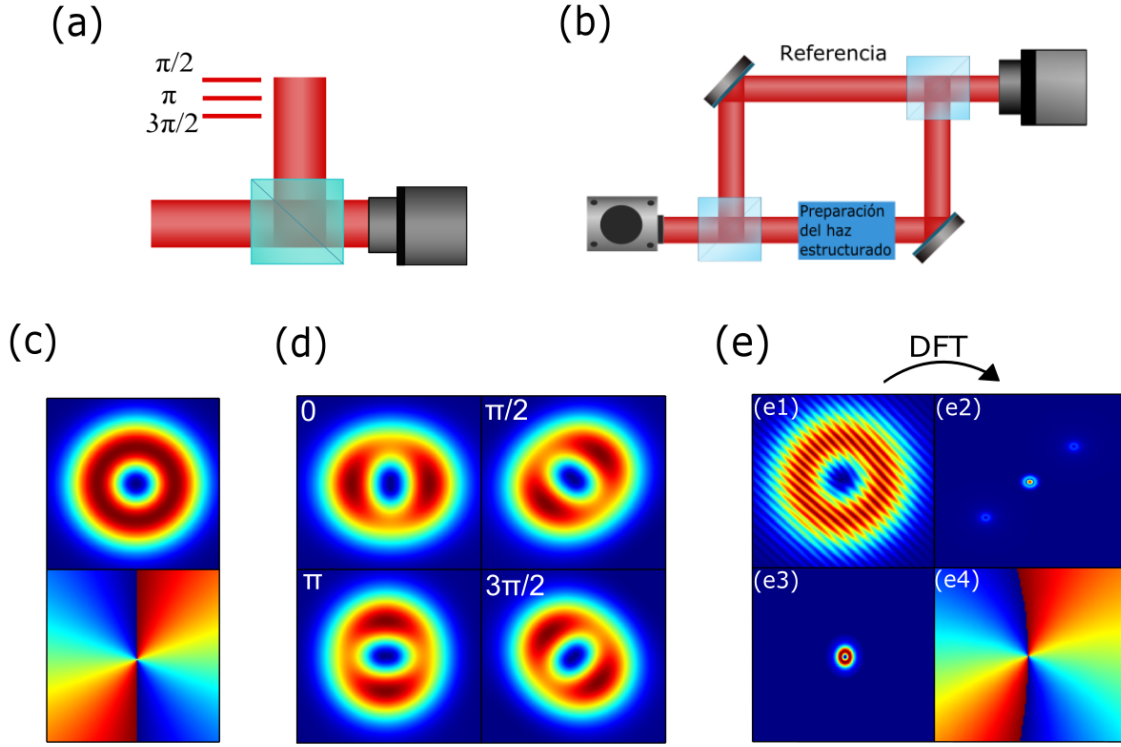 (a)
π/2
π
3π/2
(b)
Referencia
Preparación
del haz
estructurado
(c)
(d)
0
π/2
π
3π/2
(e)
DFT
(e1)
(e2)
(e3)
(e4)